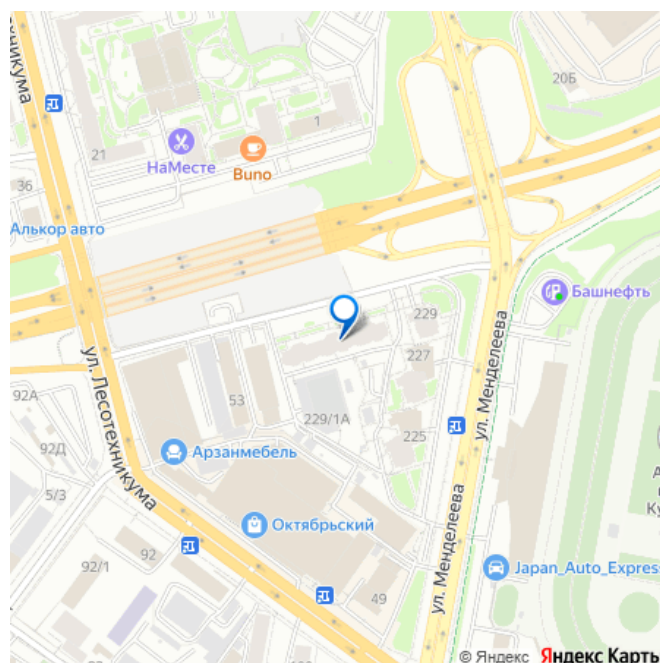 хникума
20Б
1
21
НаМесте
Buno
36
Алькор авто
Башнефть
229
ул. Менделеева
227
ул. Лесотехникума
92А
53
229/1А
225
92Д
Арзанмебель
5/3
Октябрьский
92
92/1
Japan_Auto_Express
49
ул. Менделеева
© Яндекс Яндекс Карты